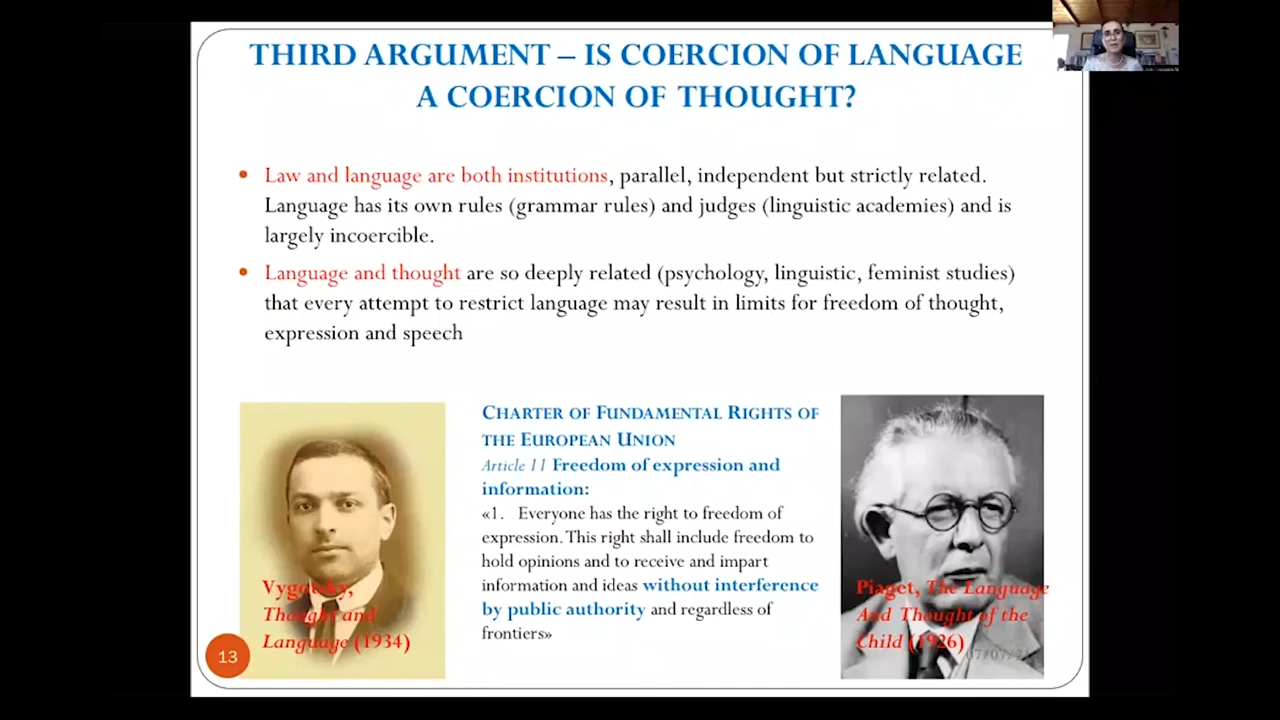 THIRD ARGUMENT – IS COERCION OF LANGUAGE
A COERCION OF THOUGHT?
• Law and language are both institutions, parallel, independent but strictly related.
Language has its own rules (grammar rules) and judges (linguistic academies) and is
largely incoercible.
• Language and thought are so deeply related (psychology, linguistic, feminist studies)
that every attempt to restrict language may result in limits for freedom of thought,
expression and speech
Vygotsky,
Thought and
Language (1934)
CHARTER OF FUNDAMENTAL RIGHTS OF
THE EUROPEAN UNION
Article 11 Freedom of expression and
information:
«1. Everyone has the right to freedom of
expression. This right shall include freedom to
hold opinions and to receive and impart
information and ideas without interference
by public authority and regardless of
frontiers»
Piaget, The Language
And Thought of the
Child (1926)
13